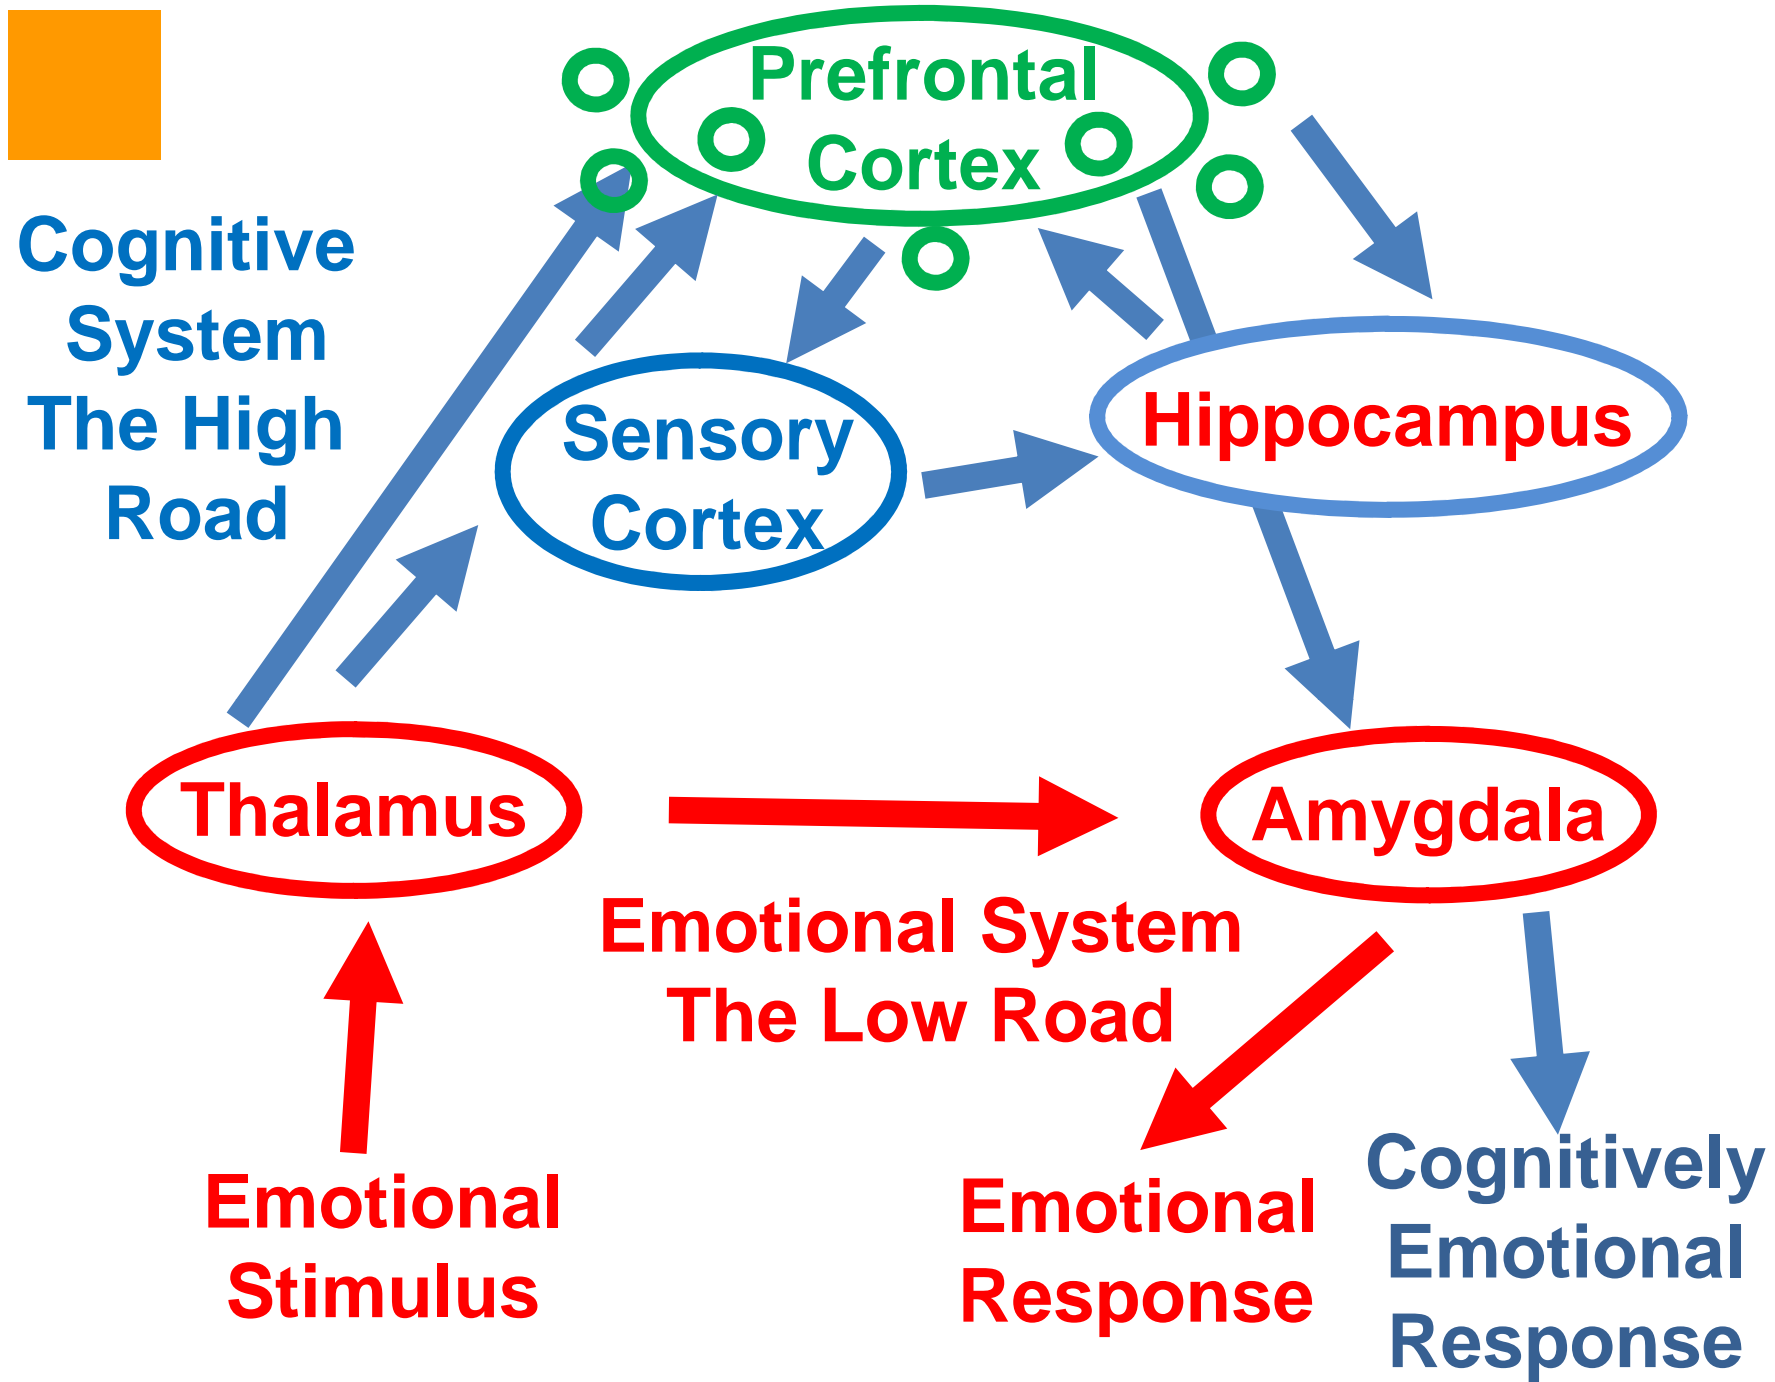 Prefrontal
Cortex
Cognitive
System
The High
Road
Sensory
Cortex
Hippocampus
Thalamus
Amygdala
Emotional System
The Low Road
Emotional
Stimulus
Emotional
Response
Cognitively
Emotional
Response